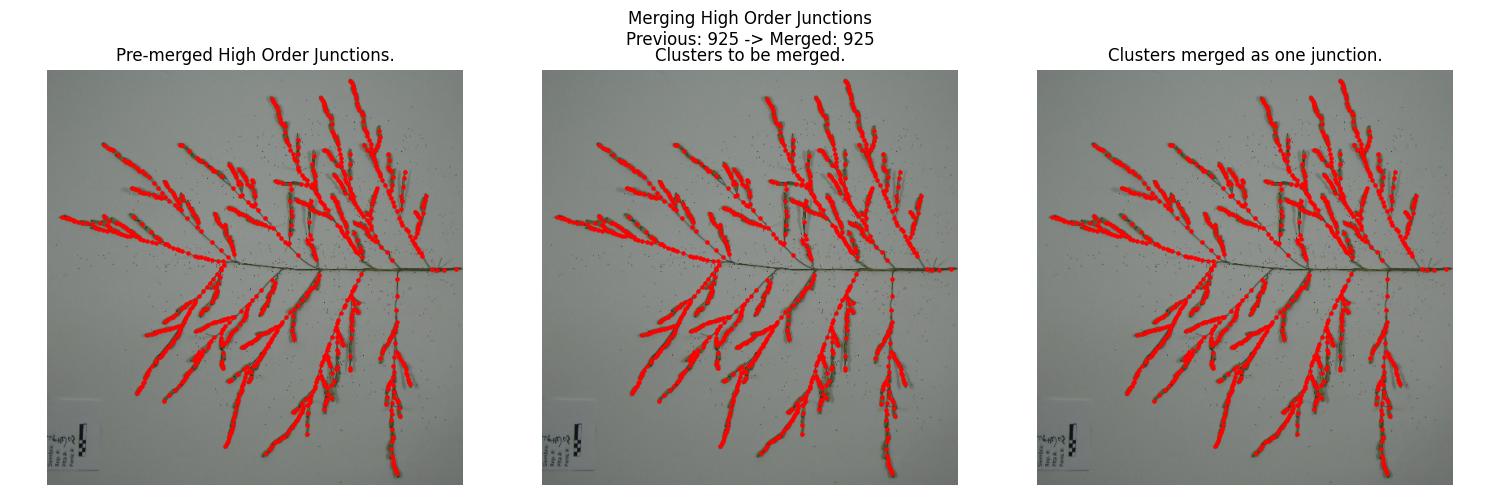 Merging High Order Junctions
Previous: 925 -> Merged: 925
Pre-merged High Order Junctions.
Clusters to be merged.
Clusters merged as one junction.